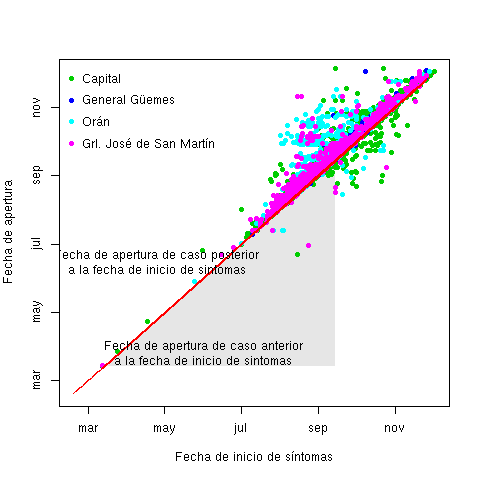 Capital
General Güemes
Orán
Grl. José de San Martín
Fecha de apertura
mar
may
jul
sep
nov
Fecha de apertura de caso posterior
a la fecha de inicio de sintomas
Fecha de apertura de caso anterior
a la fecha de inicio de sintomas
mar
may
jul
sep
nov
Fecha de inicio de síntomas